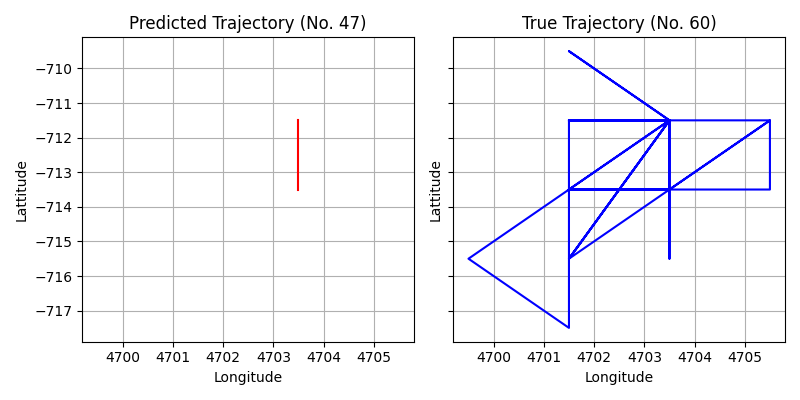 Predicted Trajectory (No. 47)
True Trajectory (No. 60)
−710
−711
−712
−713
−714
−715
−716
−717
Lattitude
Lattitude
4700 4701 4702 4703 4704 4705
4700 4701 4702 4703 4704 4705
Longitude
Longitude